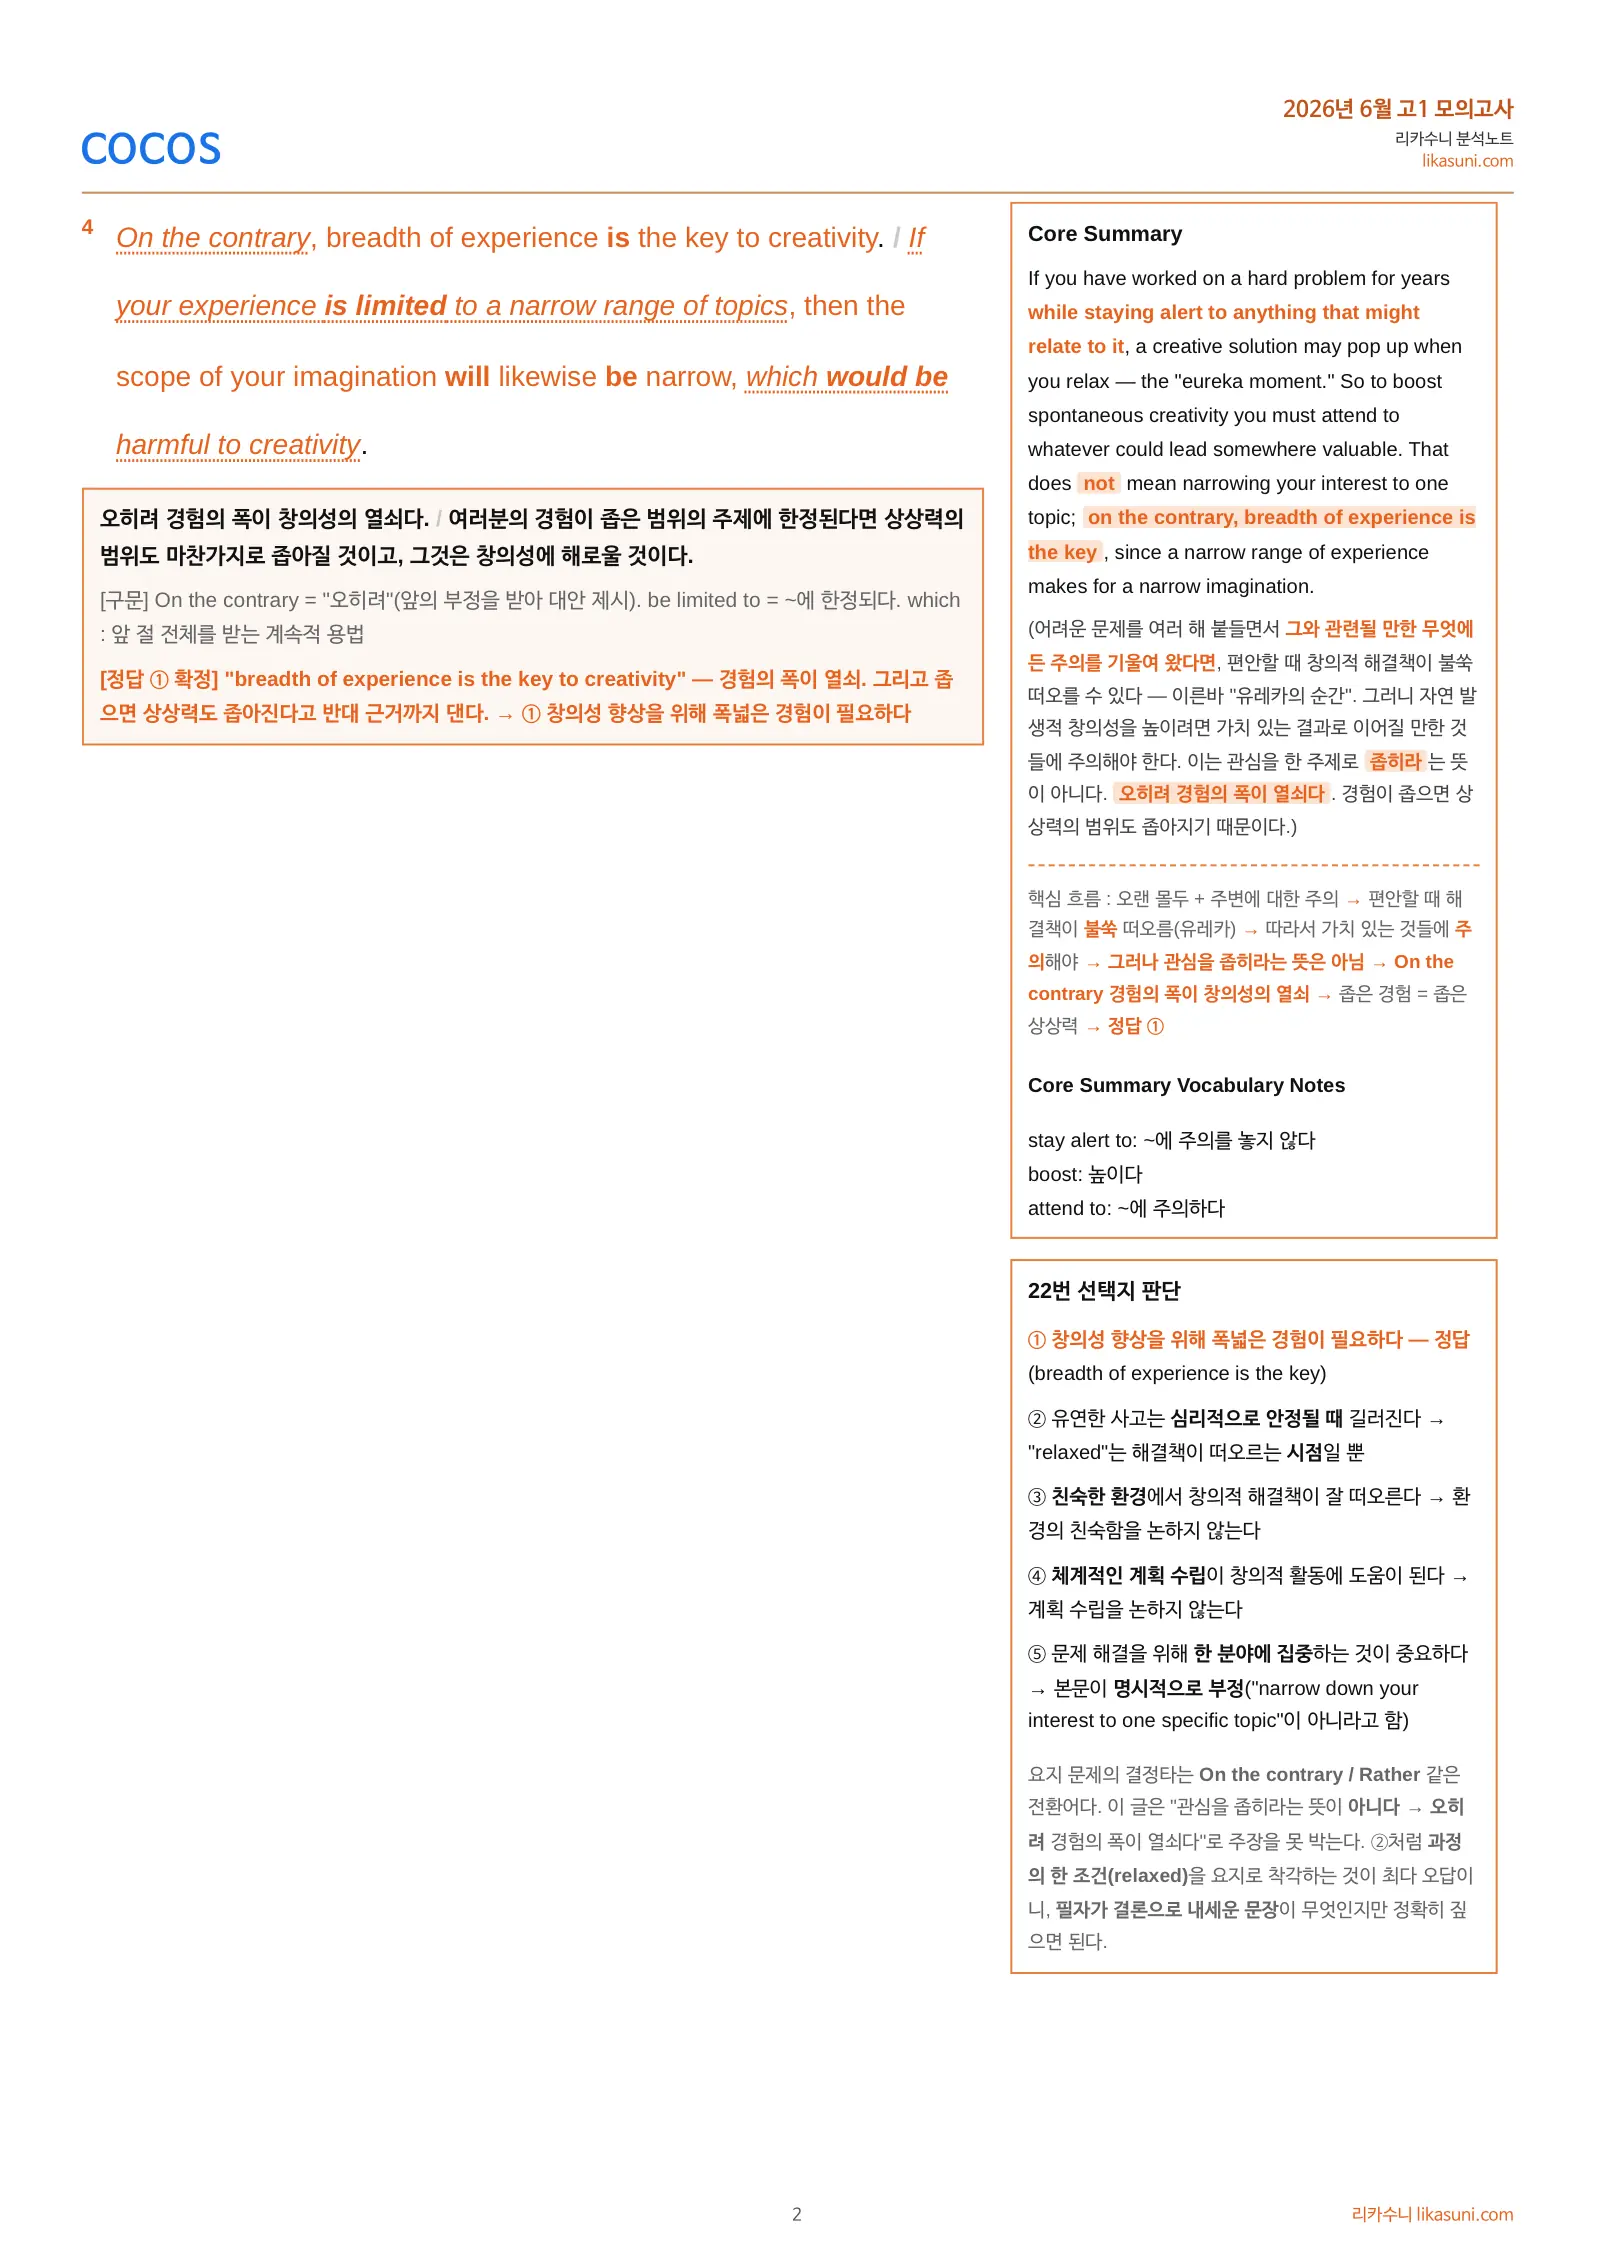 cocos
2026년 6월 고1 모의고사
리카수니 분석노트
likasuni.com
4
On the contrary, breadth of experience is the key to creativity. / If
your experience is limited to a narrow range of topics, then the
scope of your imagination will likewise be narrow, which would be
harmful to creativity.
오히려 경험의 폭이 창의성의 열쇠다. / 여러분의 경험이 좁은 범위의 주제에 한정된다면 상상력의
범위도 마찬가지로 좁아질 것이고, 그것은 창의성에 해로울 것이다.
[구문] On the contrary = "오히려"(앞의 부정을 받아 대안 제시). be limited to = ~에 한정되다. which
: 앞 절 전체를 받는 계속적 용법
[정답 ① 확정] "breadth of experience is the key to creativity" — 경험의 폭이 열쇠. 그리고 좁
으면 상상력도 좁아진다고 반대 근거까지 댄다. → ① 창의성 향상을 위해 폭넓은 경험이 필요하다
Core Summary
If you have worked on a hard problem for years
while staying alert to anything that might
relate to it, a creative solution may pop up when
you relax — the "eureka moment." So to boost
spontaneous creativity you must attend to
whatever could lead somewhere valuable. That
does not mean narrowing your interest to one
topic; on the contrary, breadth of experience is
the key, since a narrow range of experience
makes for a narrow imagination.
(어려운 문제를 여러 해 붙들면서 그와 관련될 만한 무엇에
든 주의를 기울여 왔다면, 편안할 때 창의적 해결책이 불쑥
떠오를 수 있다 — 이른바 "유레카의 순간". 그러니 자연 발
생적 창의성을 높이려면 가치 있는 결과로 이어질 만한 것
들에 주의해야 한다. 이는 관심을 한 주제로 좁히라는 뜻
이 아니다. 오히려 경험의 폭이 열쇠다. 경험이 좁으면 상
상력의 범위도 좁아지기 때문이다.)
핵심 흐름 : 오랜 몰두 + 주변에 대한 주의 → 편안할 때 해
결책이 불쑥 떠오름(유레카) → 따라서 가치 있는 것들에 주
의해야 → 그러나 관심을 좁히라는 뜻은 아님 → On the
contrary 경험의 폭이 창의성의 열쇠 → 좁은 경험 = 좁은
상상력 → 정답 ①
Core Summary Vocabulary Notes
stay alert to: ~에 주의를 놓지 않다
boost: 높이다
attend to: ~에 주의하다
22번 선택지 판단
① 창의성 향상을 위해 폭넓은 경험이 필요하다 — 정답
(breadth of experience is the key)
② 유연한 사고는 심리적으로 안정될 때 길러진다 →
"relaxed"는 해결책이 떠오르는 시점일 뿐
③ 친숙한 환경에서 창의적 해결책이 잘 떠오른다 → 환
경의 친숙함을 논하지 않는다
④ 체계적인 계획 수립이 창의적 활동에 도움이 된다 →
계획 수립을 논하지 않는다
⑤ 문제 해결을 위해 한 분야에 집중하는 것이 중요하다
→ 본문이 명시적으로 부정("narrow down your
interest to one specific topic"이 아니라고 함)
요지 문제의 결정타는 On the contrary / Rather 같은
전환어다. 이 글은 "관심을 좁히라는 뜻이 아니다 → 오히
려 경험의 폭이 열쇠다"로 주장을 못 박는다. ②처럼 과정
의 한 조건(relaxed)을 요지로 착각하는 것이 최다 오답이
니, 필자가 결론으로 내세운 문장이 무엇인지만 정확히 짚
으면 된다.
2
리카수니 likasuni.com